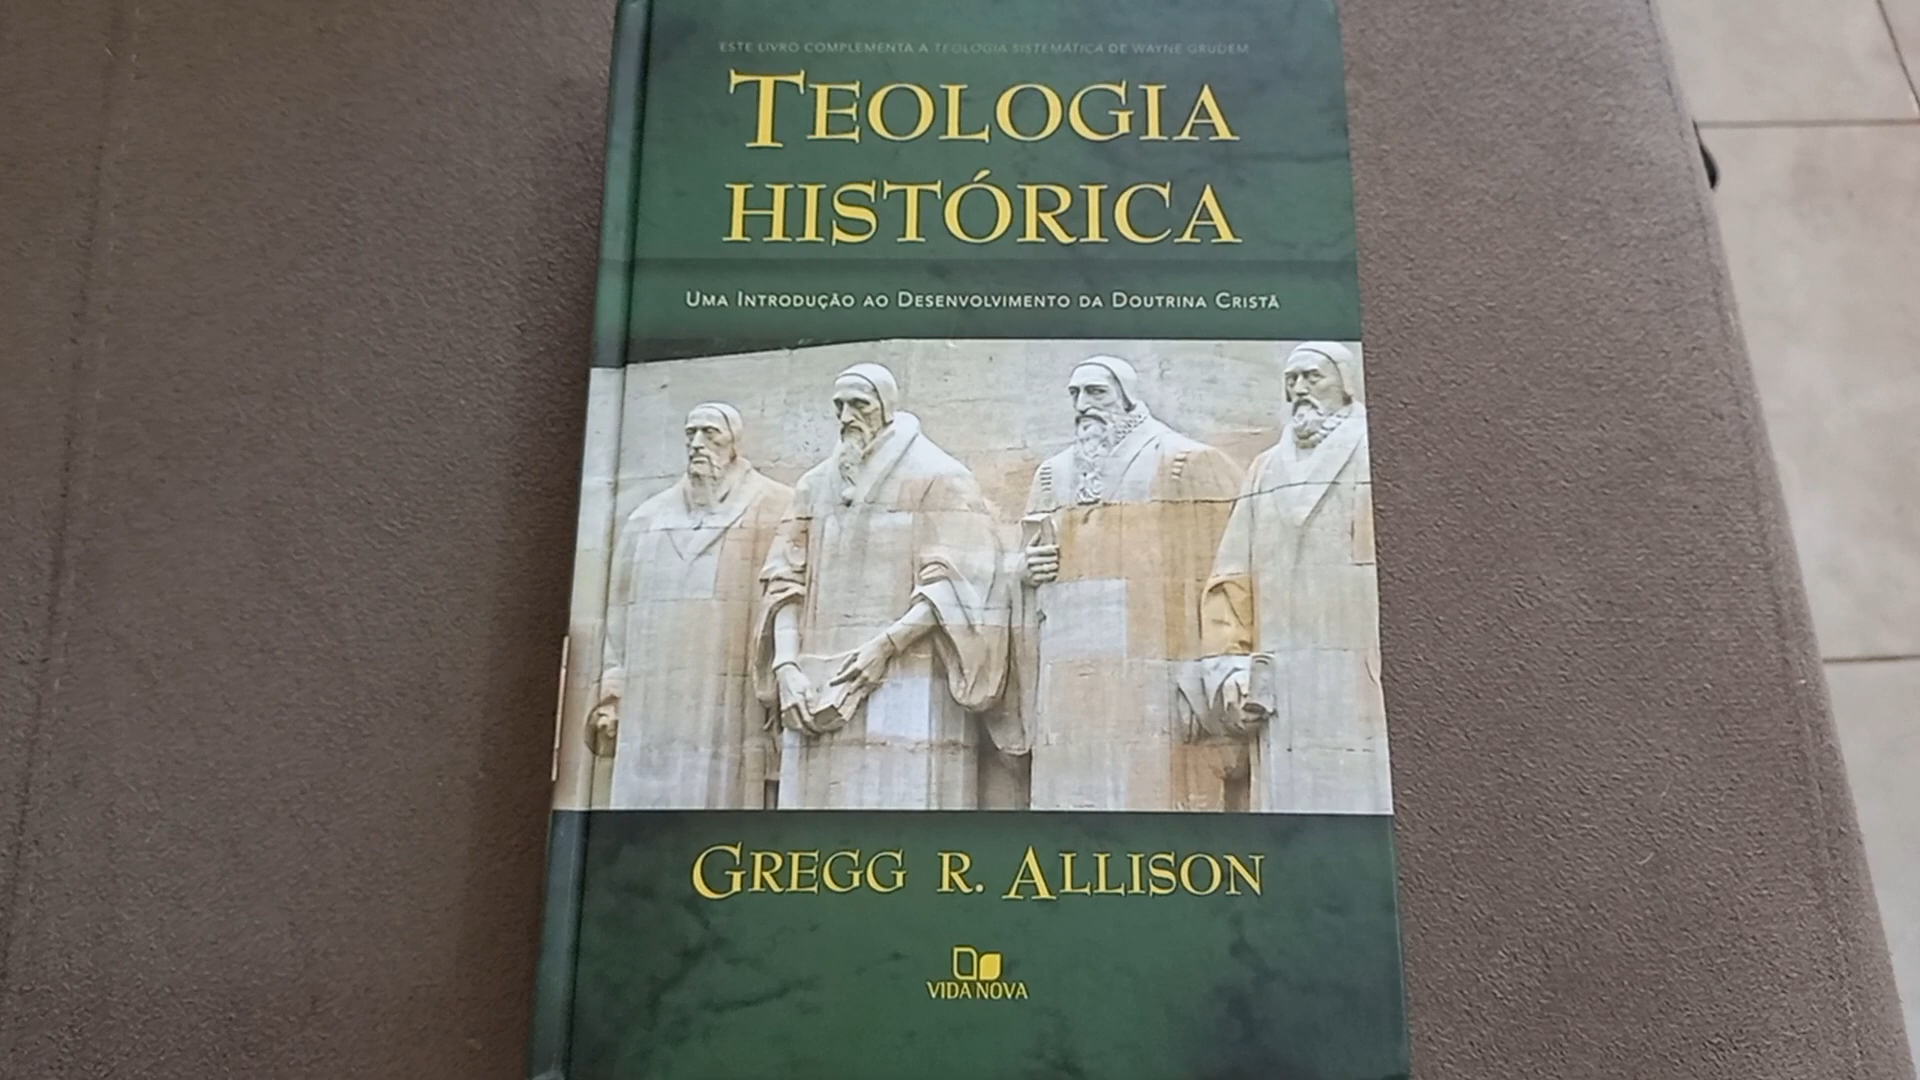 ESTE LIVRO COMPLEMENTA A TEOLOGIA SISTEMÁTICA DE WAYNE GRUDEM
TEOLOGIA
HISTÓRICA
UMA INTRODUÇÃO AO DESENVOLVIMENTO DA DOUTRINA CRISTÃ
GREGG R. ALLISON
VIDA NOVA